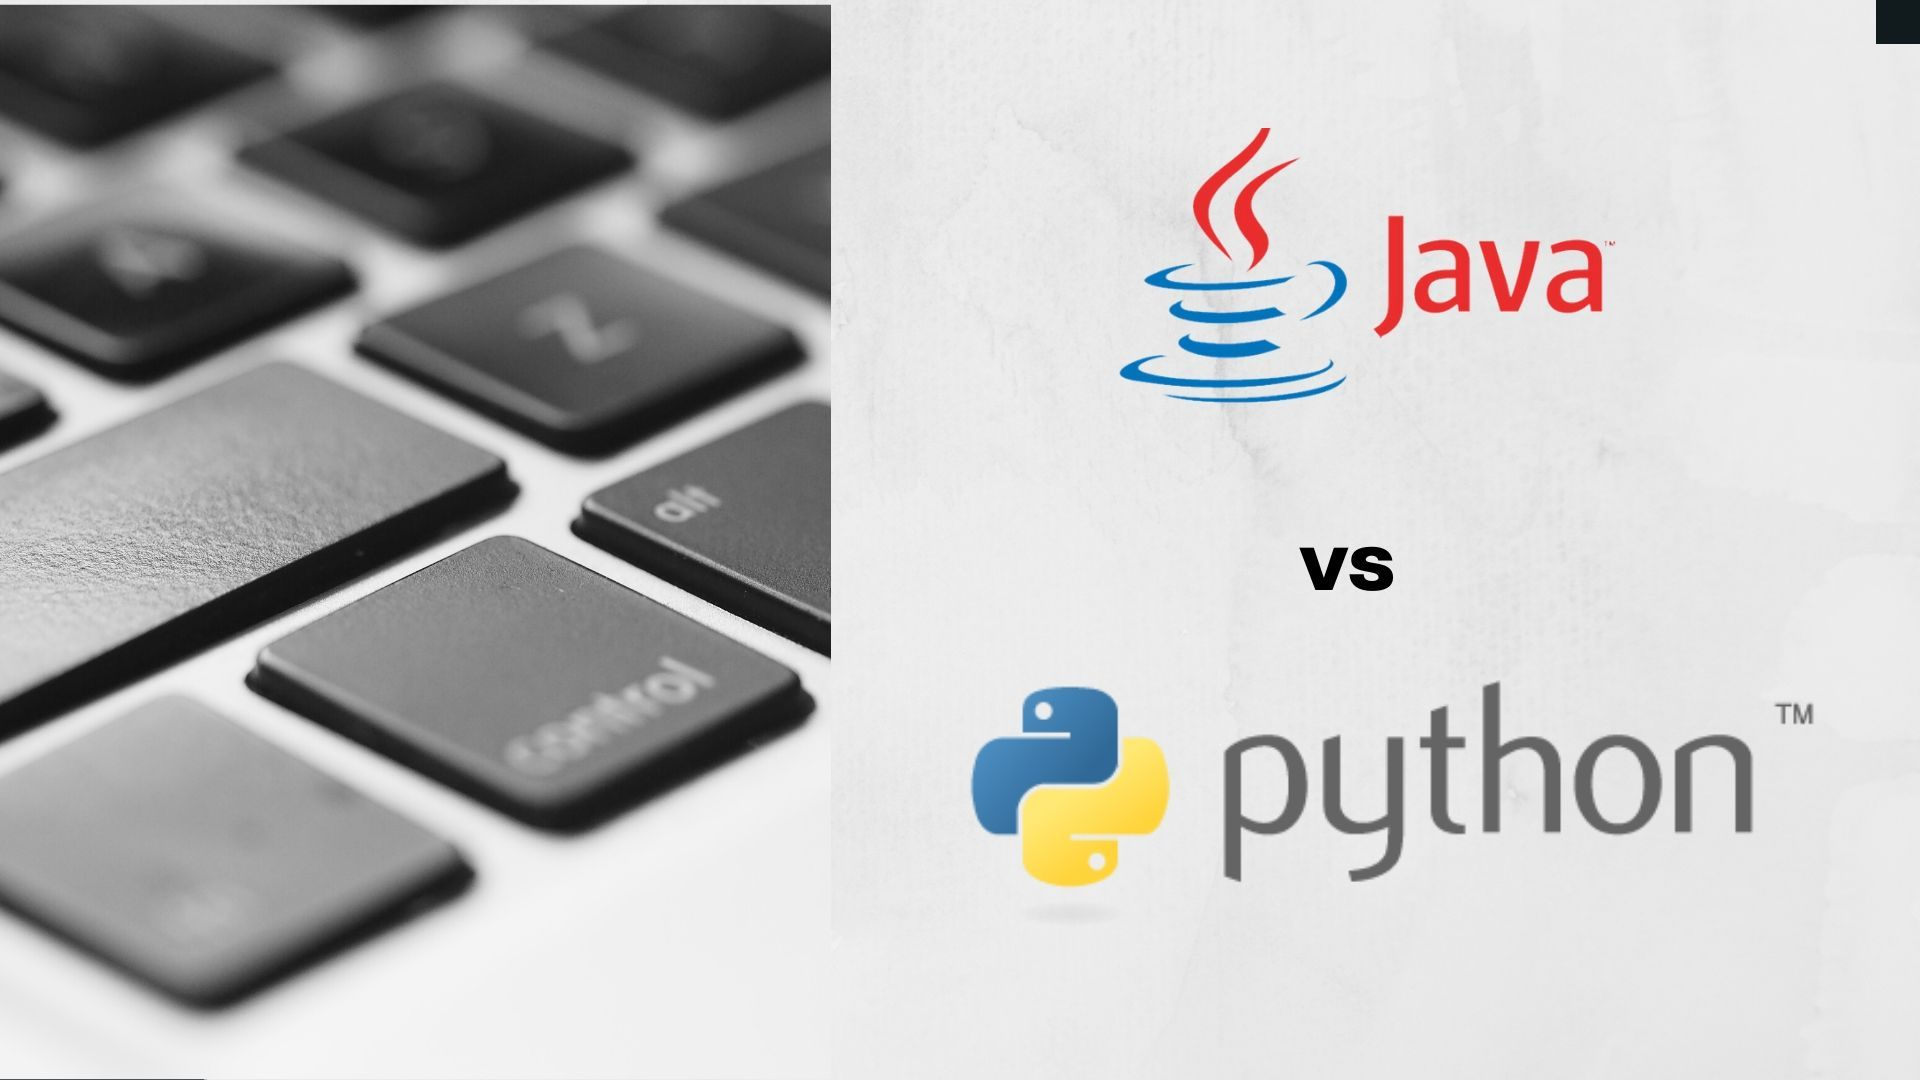 A
Z
alt
control
Java™
vs
python™